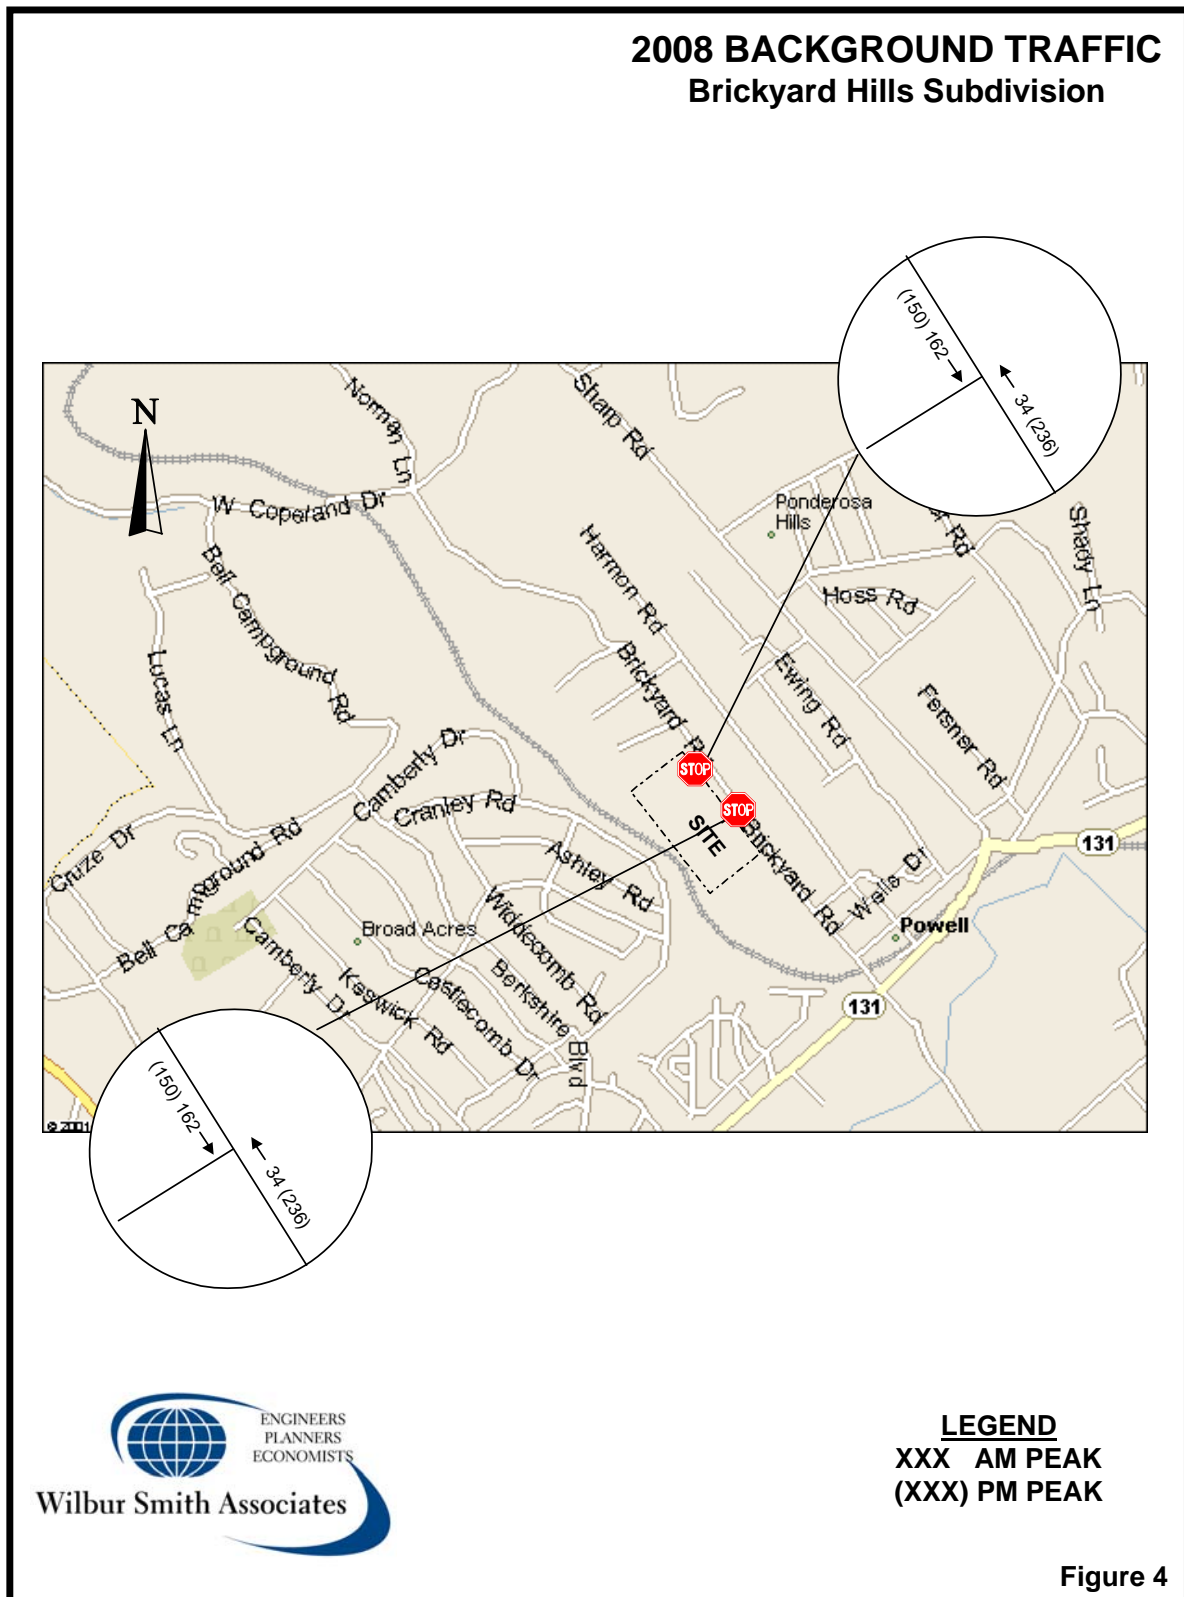 2008 BACKGROUND TRAFFIC
Brickyard Hills Subdivision
(150) 162
34 (236)
N
Norman Ln
Sharp Rd
W Copeland Dr
Ponderosa
Hills
Shady Ln
Harmon Rd
Hoss Rd
Bell Campground Rd
Lucas Ln
Brickyard
Ewing Rd
Fersner Rd
Camberly Dr
Cranley Rd
STOP
STOP
SITE
Brickyard Rd
131
Cruze Dr
Ashley Rd
Wells Dr
Powell
Bell Campground Rd
Broad Acres
Widdecomb Rd
Camberly Dr
Keswick Rd
Castlecomb Dr
Berkshire Blvd
131
© 2001
(150) 162
34 (236)
ENGINEERS
PLANNERS
ECONOMISTS
Wilbur Smith Associates
LEGEND
XXX AM PEAK
(XXX) PM PEAK
Figure 4